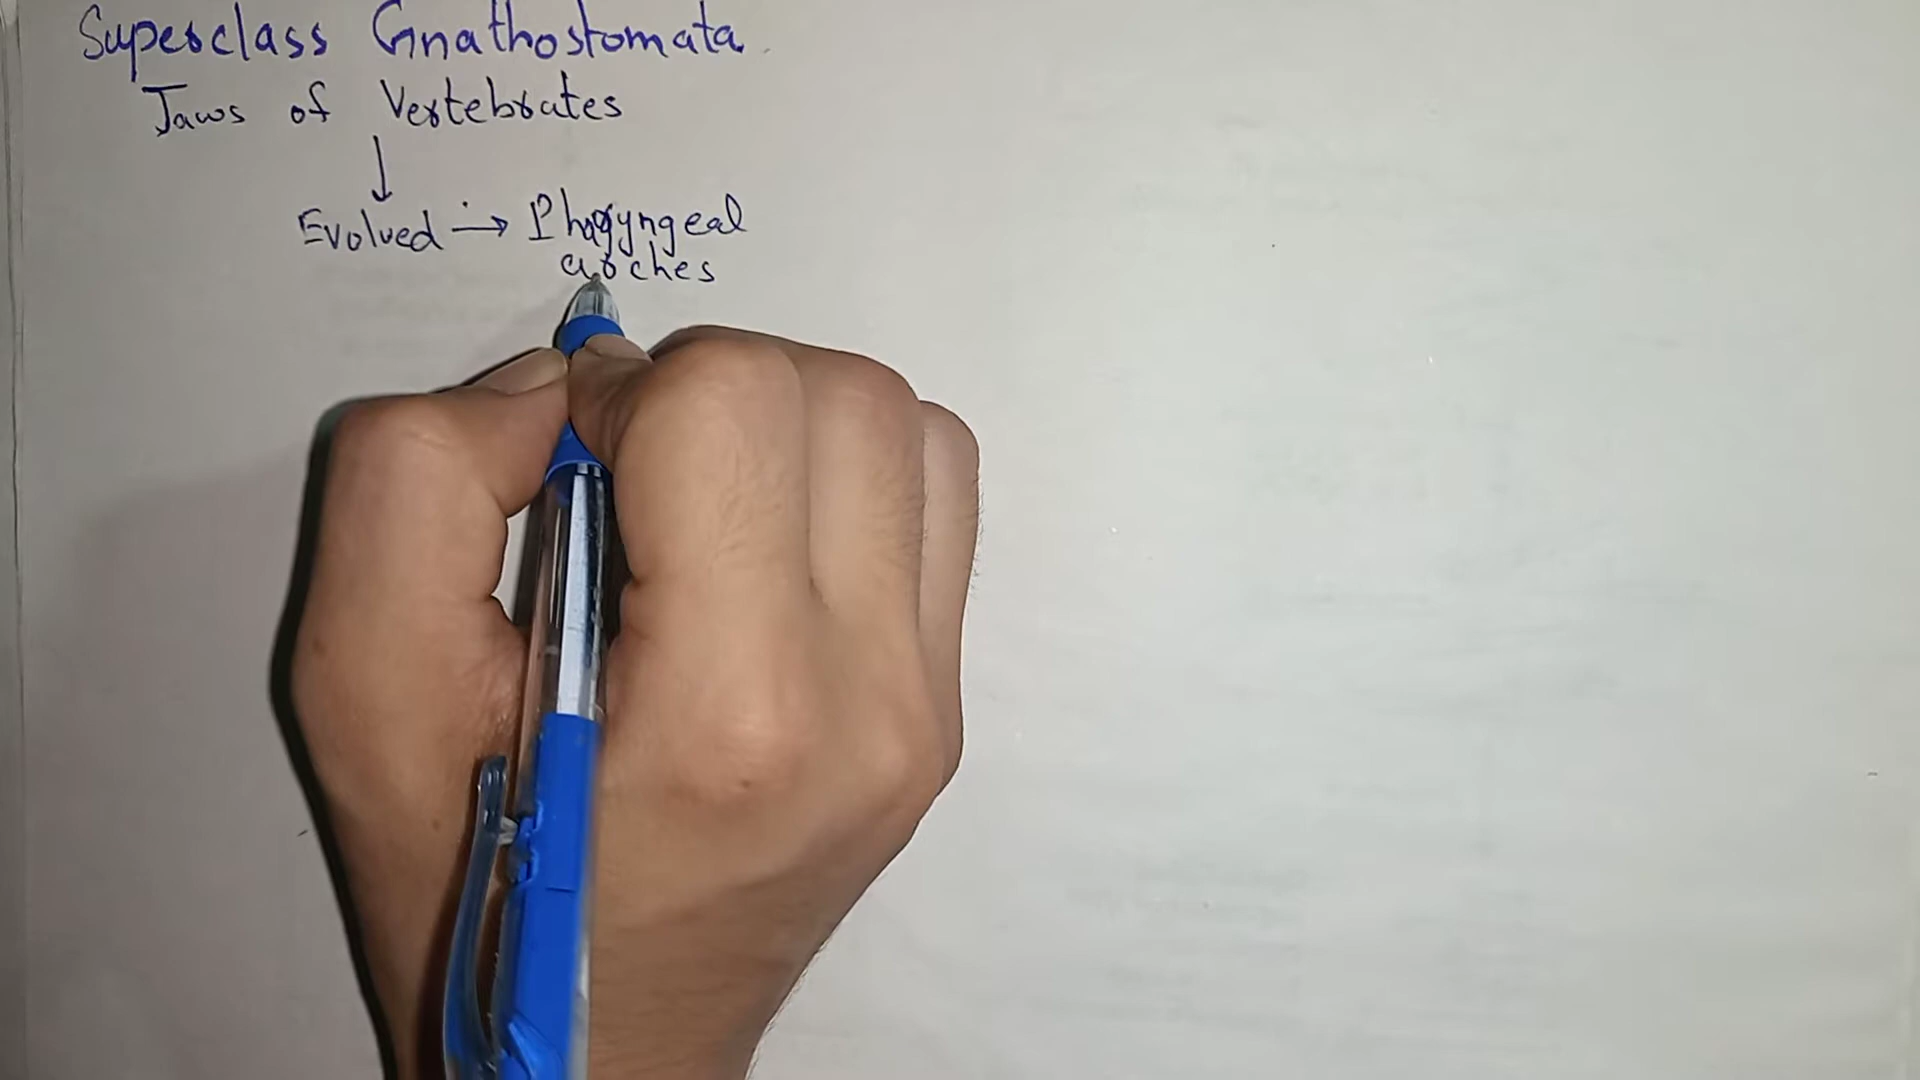 Superclass Gnathostomata
Jaws of Vertebrates
Evolved → Pharyngeal
arches